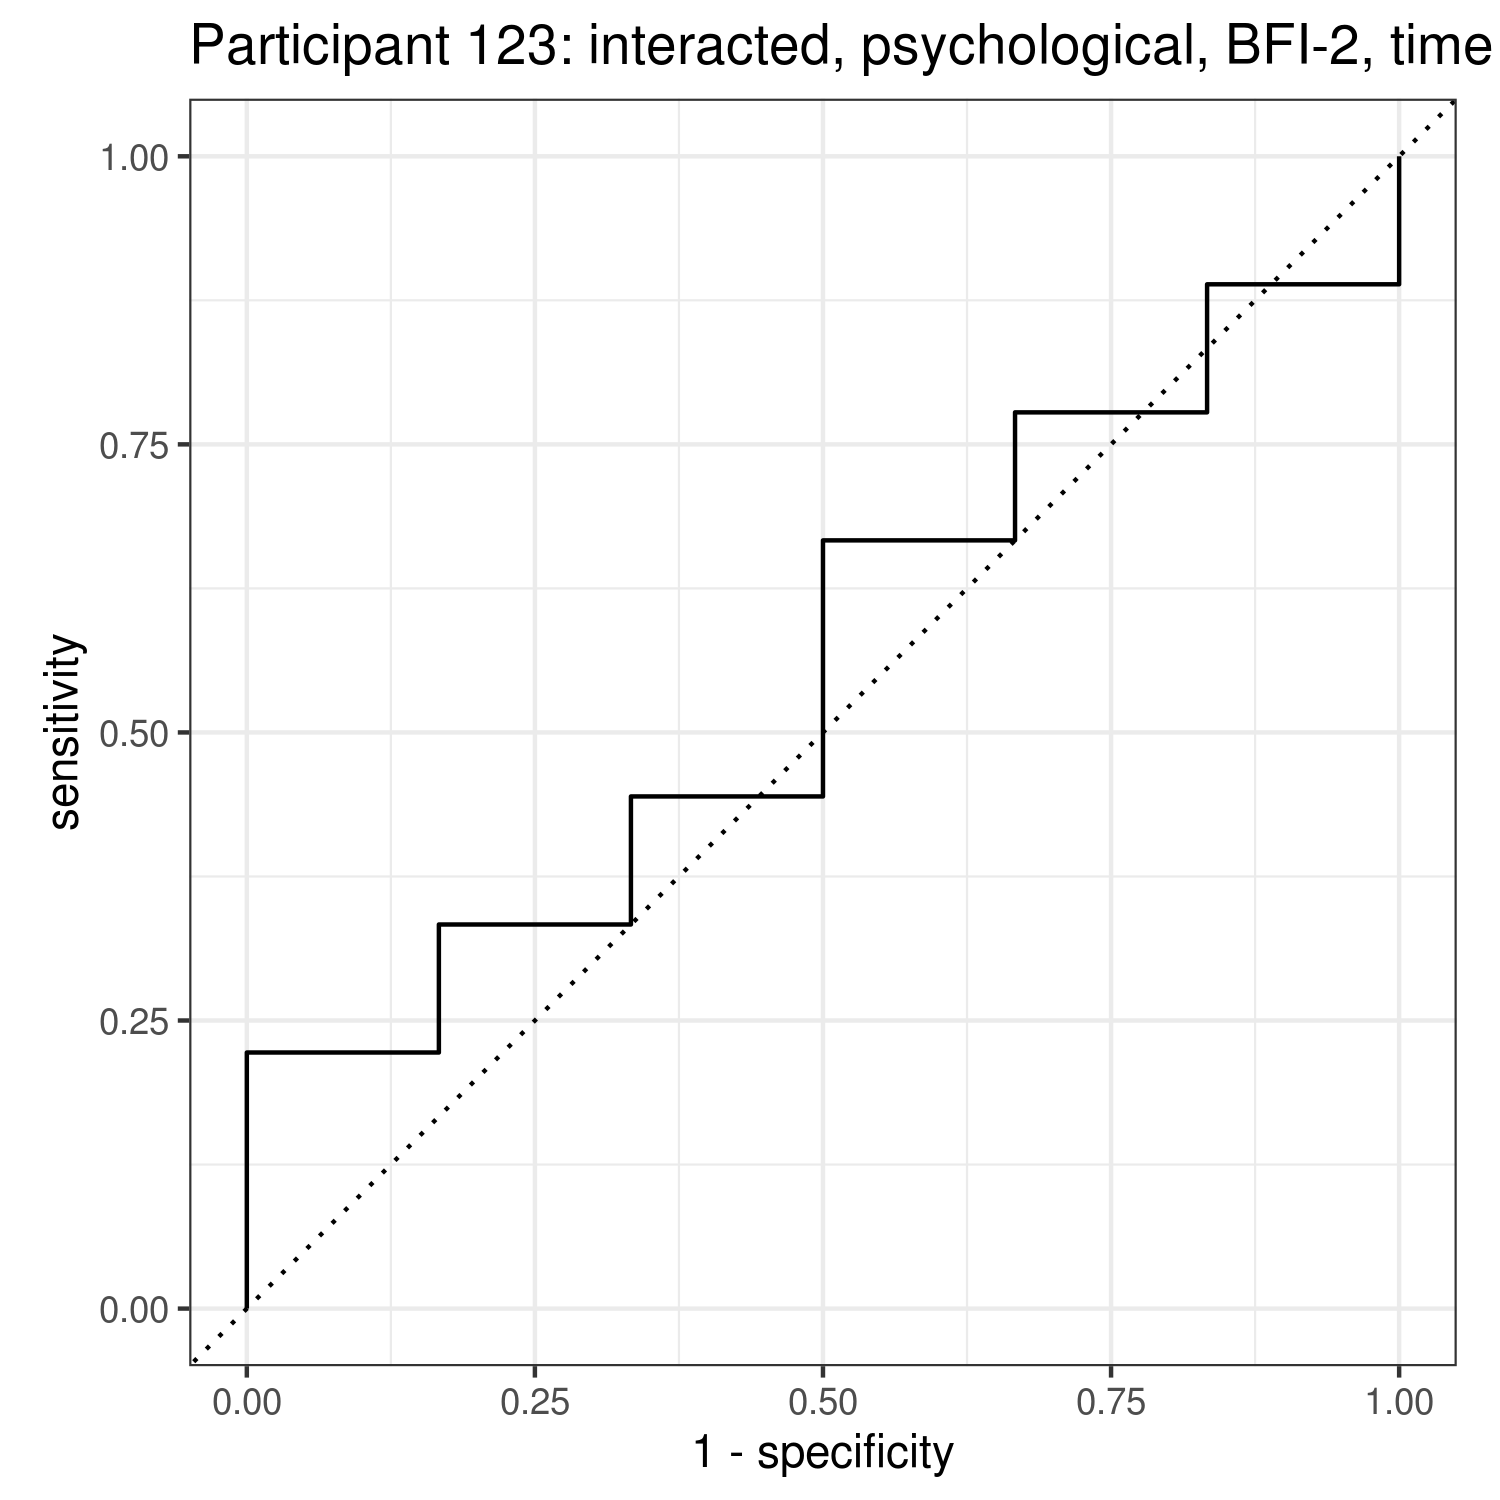 Participant 123: interacted, psychological, BFI-2, time
1.00
0.75
0.50
0.25
0.00
sensitivity
0.00 0.25 0.50 0.75 1.00
1 - specificity